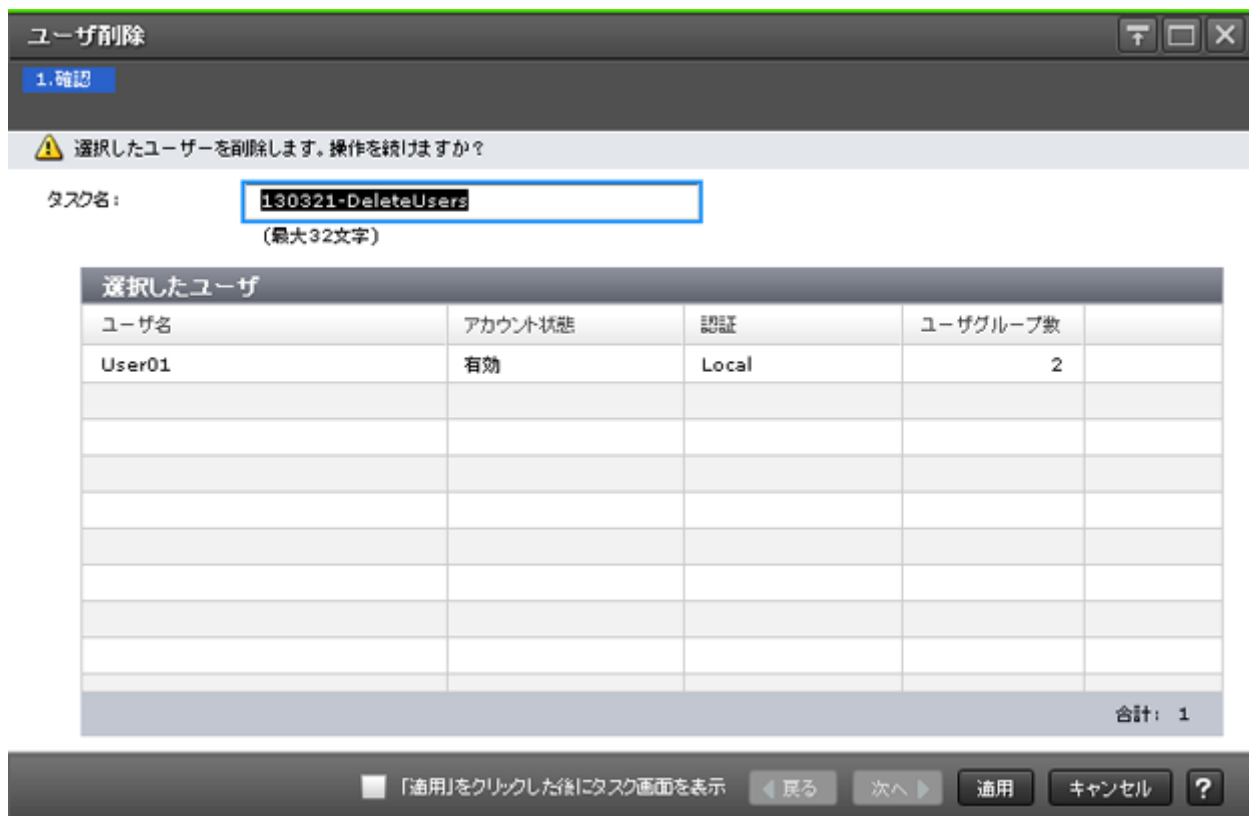 ユーザ削除
1.確認
選択したユーザーを削除します。操作を続けますか？
タスク名：
130321-DeleteUsers
(最大32文字)
選択したユーザ
ユーザ名 アカウント状態 認証 ユーザグループ数
User01 有効 Local 2
合計： 1
「適用」をクリックした後にタスク画面を表示 戻る 次へ 適用 キャンセル ?